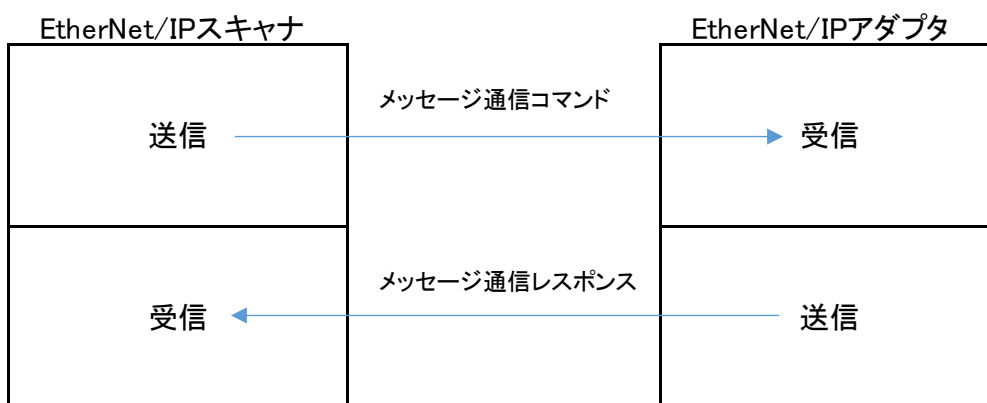 EtherNet/IPスキャナ
EtherNet/IPアダプタ
メッセージ通信コマンド
送信
受信
メッセージ通信レスポンス
受信
送信